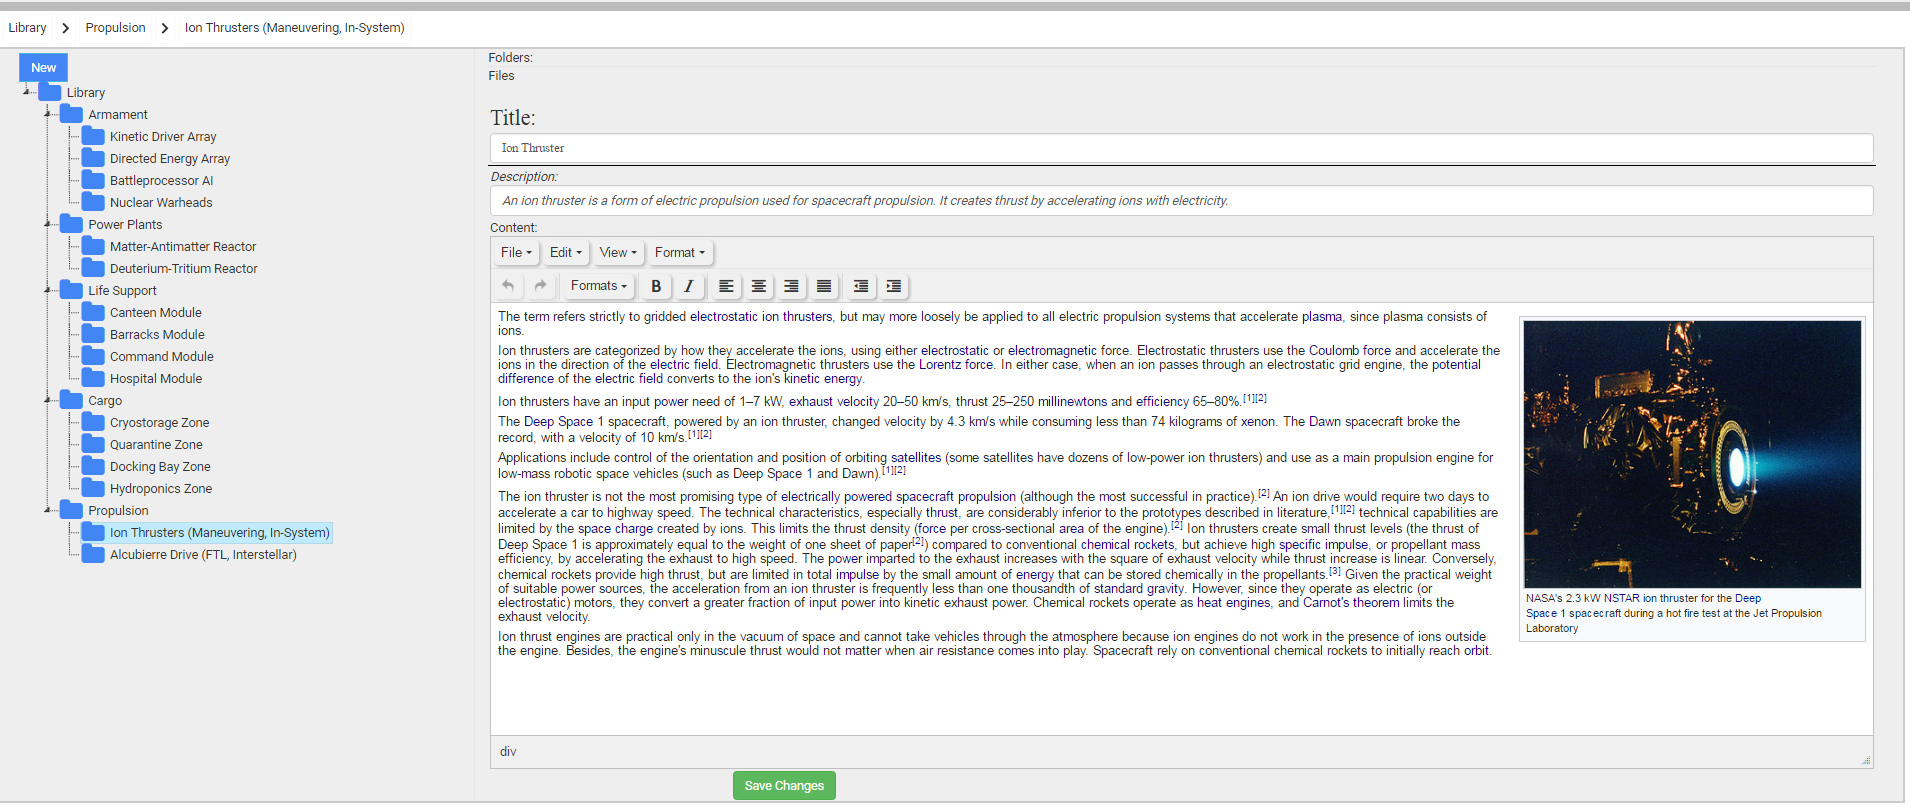 Library > Propulsion > Ion Thrusters (Maneuvering, In-System)
New
Library
Armament
Kinetic Driver Array
Directed Energy Array
Battleprocessor AI
Nuclear Warheads
Power Plants
Matter-Antimatter Reactor
Deuterium-Tritium Reactor
Life Support
Canteen Module
Barracks Module
Command Module
Hospital Module
Cargo
Cryostorage Zone
Quarantine Zone
Docking Bay Zone
Hydroponics Zone
Propulsion
Ion Thrusters (Maneuvering, In-System)
Alcubierre Drive (FTL, Interstellar)
Folders:
Files
Title:
Ion Thruster
Description:
An ion thruster is a form of electric propulsion used for spacecraft propulsion. It creates thrust by accelerating ions with electricity.
Content:
File Edit View Format
Formats B I
The term refers strictly to gridded electrostatic ion thrusters, but may more loosely be applied to all electric propulsion systems that accelerate plasma, since plasma consists of
ions.
Ion thrusters are categorized by how they accelerate the ions, using either electrostatic or electromagnetic force. Electrostatic thrusters use the Coulomb force and accelerate the
ions in the direction of the electric field. Electromagnetic thrusters use the Lorentz force. In either case, when an ion passes through an electrostatic grid engine, the potential
difference of the electric field converts to the ion's kinetic energy.
Ion thrusters have an input power need of 1–7 kW, exhaust velocity 20–50 km/s, thrust 25–250 millinewtons and efficiency 65–80%.[1][2]
The Deep Space 1 spacecraft, powered by an ion thruster, changed velocity by 4.3 km/s while consuming less than 74 kilograms of xenon. The Dawn spacecraft broke the
record, with a velocity of 10 km/s.[1][2]
Applications include control of the orientation and position of orbiting satellites (some satellites have dozens of low-power ion thrusters) and use as a main propulsion engine for
low-mass robotic space vehicles (such as Deep Space 1 and Dawn).[1][2]
The ion thruster is not the most promising type of electrically powered spacecraft propulsion (although the most successful in practice).[2] An ion drive would require two days to
accelerate a car to highway speed. The technical characteristics, especially thrust, are considerably inferior to the prototypes described in literature,[1][2] technical capabilities are
limited by the space charge created by ions. This limits the thrust density (force per cross-sectional area of the engine).[2] Ion thrusters create small thrust levels (the thrust of
Deep Space 1 is approximately equal to the weight of one sheet of paper[2]) compared to conventional chemical rockets, but achieve high specific impulse, or propellant mass
efficiency, by accelerating the exhaust to high speed. The power imparted to the exhaust increases with the square of exhaust velocity while thrust increase is linear. Conversely,
chemical rockets provide high thrust, but are limited in total impulse by the small amount of energy that can be stored chemically in the propellants.[3] Given the practical weight
of suitable power sources, the acceleration from an ion thruster is frequently less than one thousandth of standard gravity. However, since they operate as electric (or
electrostatic) motors, they convert a greater fraction of input power into kinetic exhaust power. Chemical rockets operate as heat engines, and Carnot's theorem limits the
exhaust velocity.
Ion thrust engines are practical only in the vacuum of space and cannot take vehicles through the atmosphere because ion engines do not work in the presence of ions outside
the engine. Besides, the engine's minuscule thrust would not matter when air resistance comes into play. Spacecraft rely on conventional chemical rockets to initially reach orbit.
NASA's 2.3 kW NSTAR ion thruster for the Deep
Space 1 spacecraft during a hot fire test at the Jet Propulsion
Laboratory
div
Save Changes